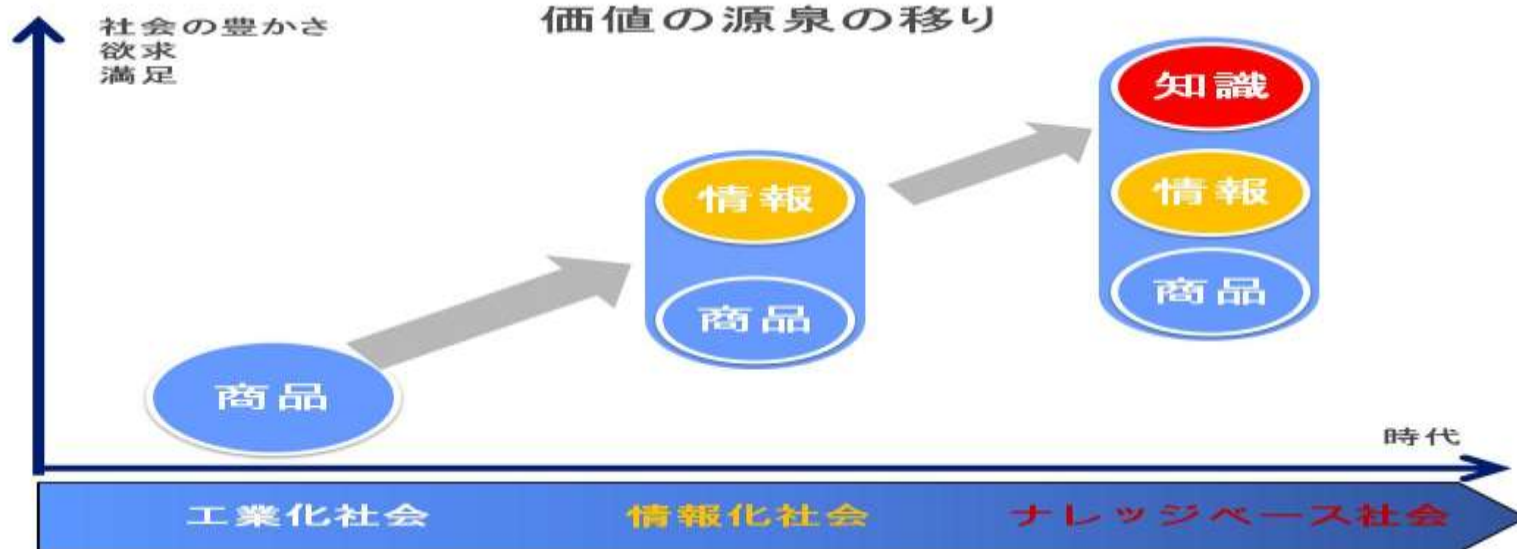 価値の源泉の移り
社会の豊かさ
欲求
満足
知識
情報
商品
情報
商品
商品
時代
工業化社会
情報化社会
ナレッジベース社会